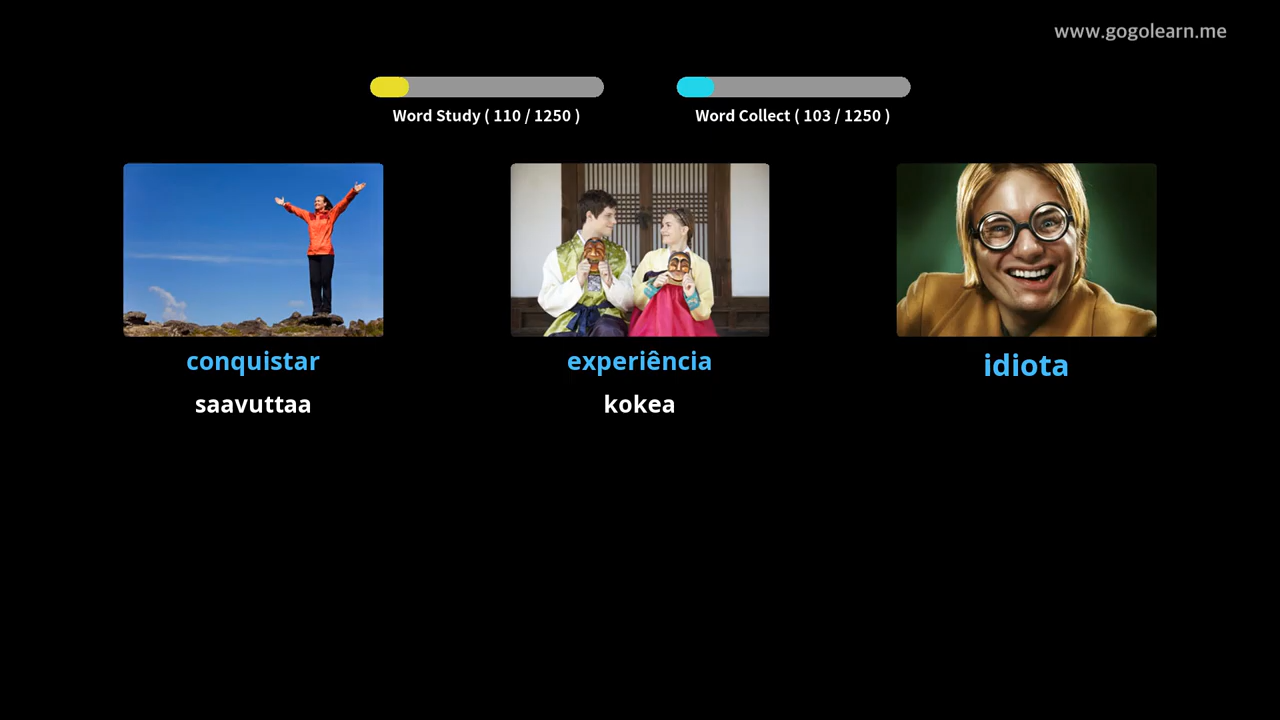 www.gogolearn.me
Word Study ( 110 / 1250 )
Word Collect ( 103 / 1250 )
conquistar
experiência
idiota
saavuttaa
kokea